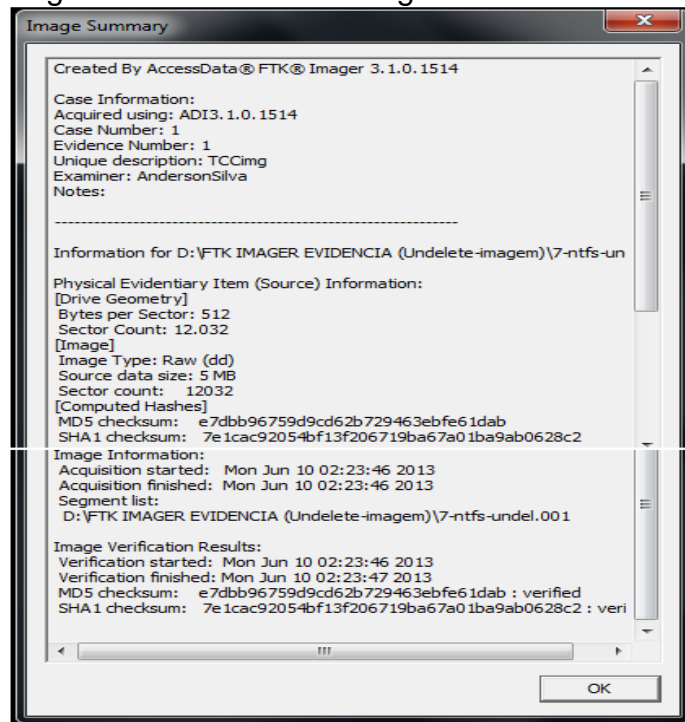 Image Summary
Created By AccessData® FTK® Imager 3.1.0.1514
Case Information:
Acquired using: ADI3.1.0.1514
Case Number: 1
Evidence Number: 1
Unique description: TCCimg
Examiner: AndersonSilva
Notes:
--------------------------------------------------------------
Information for D:\FTK IMAGER EVIDENCIA (Undelete-imagem)\7-ntfs-un
Physical Evidentiary Item (Source) Information:
[Drive Geometry]
Bytes per Sector: 512
Sector Count: 12.032
[Image]
Image Type: Raw (dd)
Source data size: 5 MB
Sector count: 12032
[Computed Hashes]
MD5 checksum: e7dbb96759d9cd62b729463ebfe61dab
SHA1 checksum: 7e1cac92054bf13f206719ba67a01ba9ab0628c2
Image Information:
Acquisition started: Mon Jun 10 02:23:46 2013
Acquisition finished: Mon Jun 10 02:23:46 2013
Segment list:
D:\FTK IMAGER EVIDENCIA (Undelete-imagem)\7-ntfs-undel.001
Image Verification Results:
Verification started: Mon Jun 10 02:23:46 2013
Verification finished: Mon Jun 10 02:23:47 2013
MD5 checksum: e7dbb96759d9cd62b729463ebfe61dab : verified
SHA1 checksum: 7e1cac92054bf13f206719ba67a01ba9ab0628c2 : veri
OK